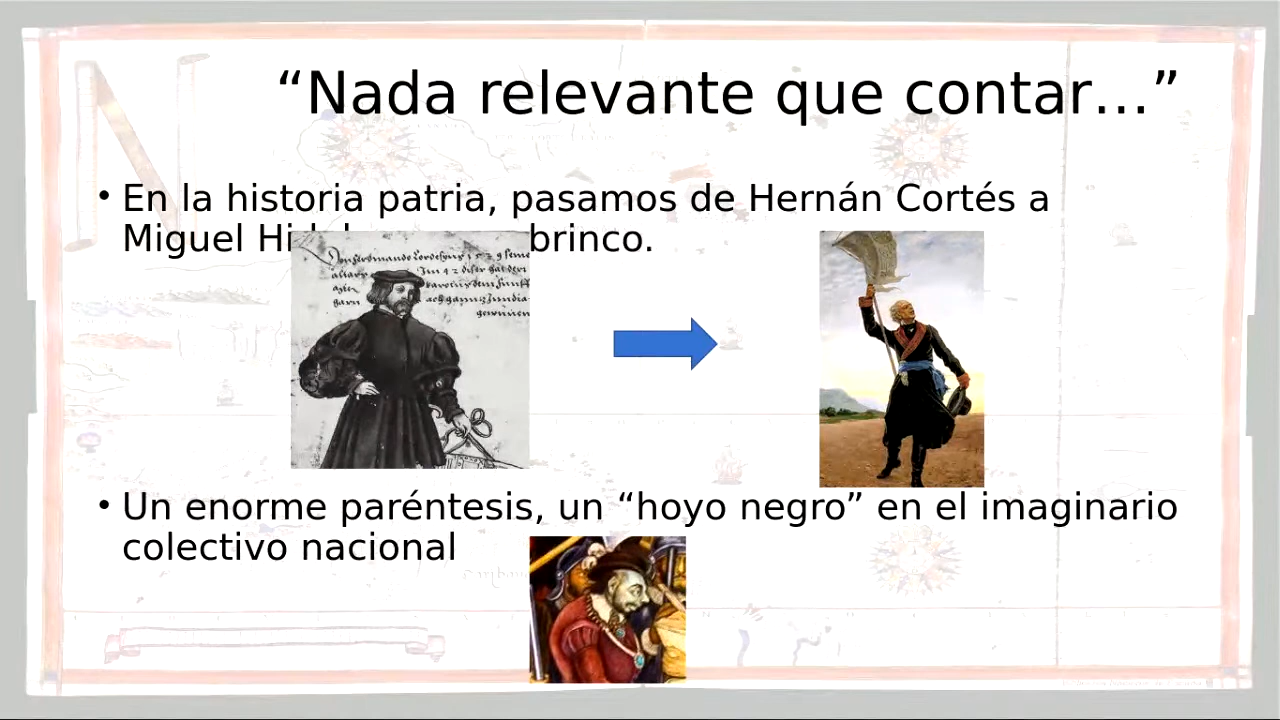 “Nada relevante que contar…”
• En la historia patria, pasamos de Hernán Cortés a
Miguel brinco.
• Un enorme paréntesis, un “hoyo negro” en el imaginario
colectivo nacional